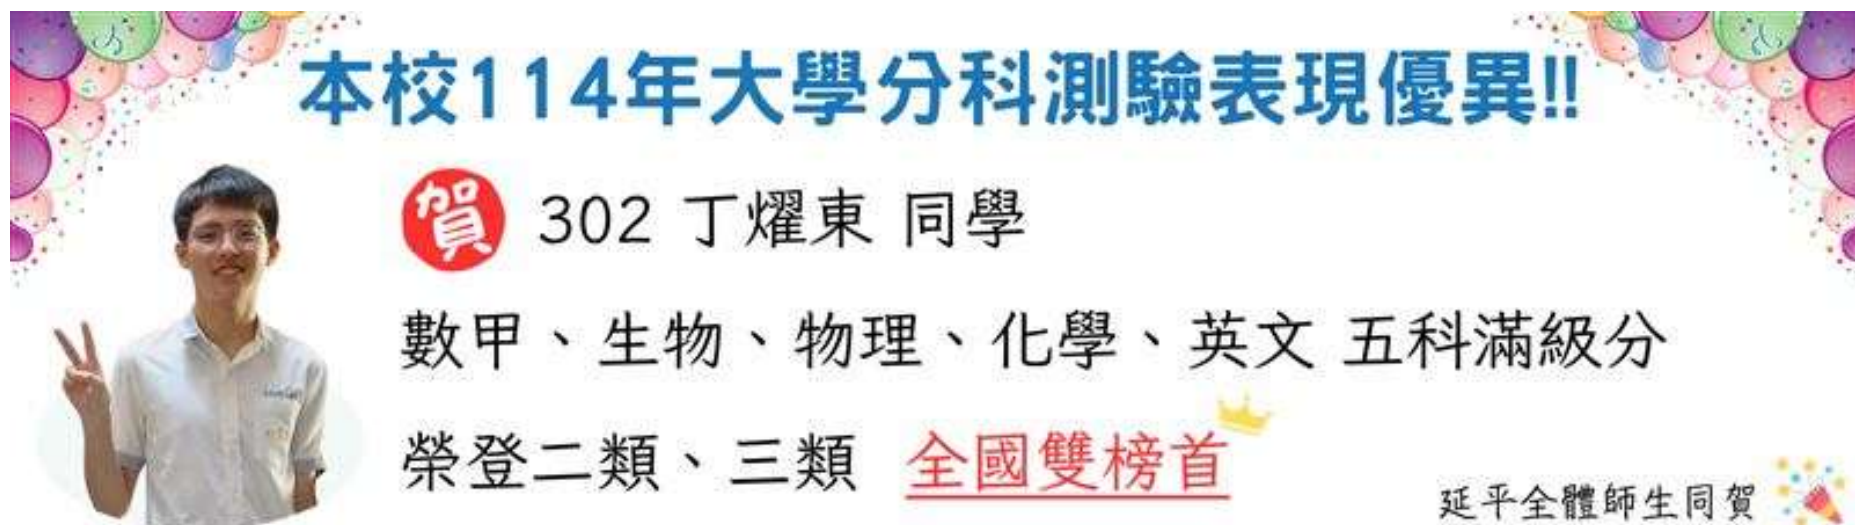 本校114年大學分科測驗表現優異!!
賀 302 丁燿東 同學
數甲、生物、物理、化學、英文 五科滿級分
榮登二類、三類 全國雙榜首
延平全體師生同賀